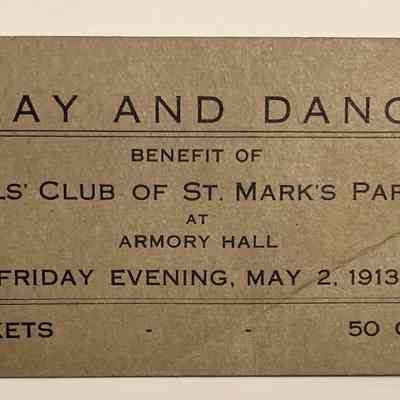 LAY AND DANC
BENEFIT OF
LS' CLUB OF ST. MARK'S PAR
AT
ARMORY HALL
FRIDAY EVENING, MAY 2, 1913
KETS - - 50 C